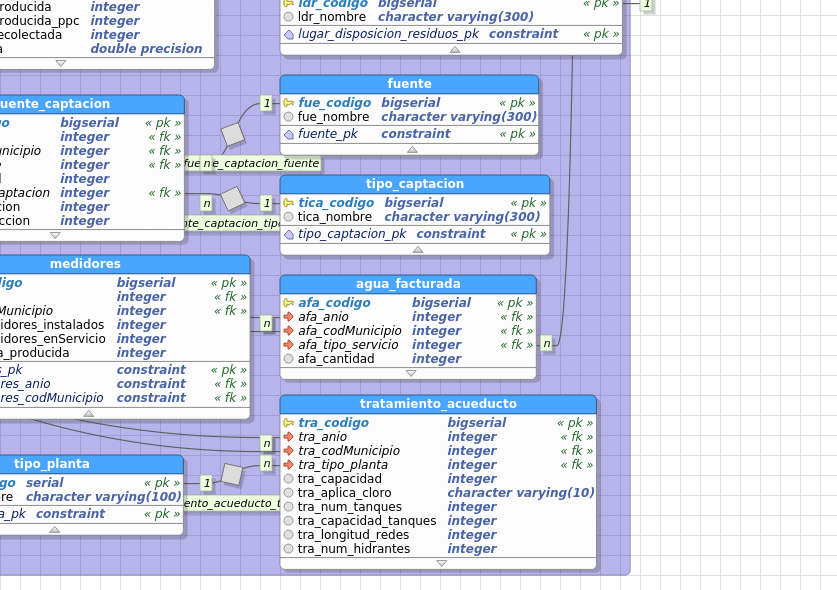 roducida integer
roducida_ppc integer
ecolectada integer
a double precision
ldr_codigo bigserial « pk »
ldr_nombre character varying(300)
lugar_disposicion_residuos_pk constraint « pk »
1
uente_captacion
go bigserial « pk »
integer « fk »
unicipio integer « fk »
e integer « fk »
l integer
aptacion integer « fk »
cion integer
ccion integer
fuente
fue_codigo bigserial « pk »
fue_nombre character varying(300)
fuente_pk constraint « pk »
1
n
fue
e_captacion_fuente
tipo_captacion
tica_codigo bigserial « pk »
tica_nombre character varying(300)
tipo_captacion_pk constraint « pk »
n
1
nte_captacion_tipo
medidores
igo bigserial « pk »
integer « fk »
Municipio integer « fk »
idores_instalados integer
idores_enServicio integer
a_producida integer
s_pk constraint « pk »
res_anio constraint « fk »
res_codMunicipio constraint « fk »
agua_facturada
afa_codigo bigserial « pk »
afa_anio integer « fk »
afa_codMunicipio integer « fk »
afa_tipo_servicio integer « fk »
afa_cantidad integer
n
n
tratamiento_acueducto
tra_codigo bigserial « pk »
tra_anio integer « fk »
tra_codMunicipio integer « fk »
tra_tipo_planta integer « fk »
tra_capacidad integer
tra_aplica_cloro character varying(10)
tra_num_tanques integer
tra_capacidad_tanques integer
tra_longitud_redes integer
tra_num_hidrantes integer
n
n
1
tipo_planta
igo serial « pk »
re character varying(100)
a_pk constraint « pk »
ento_acueducto_t